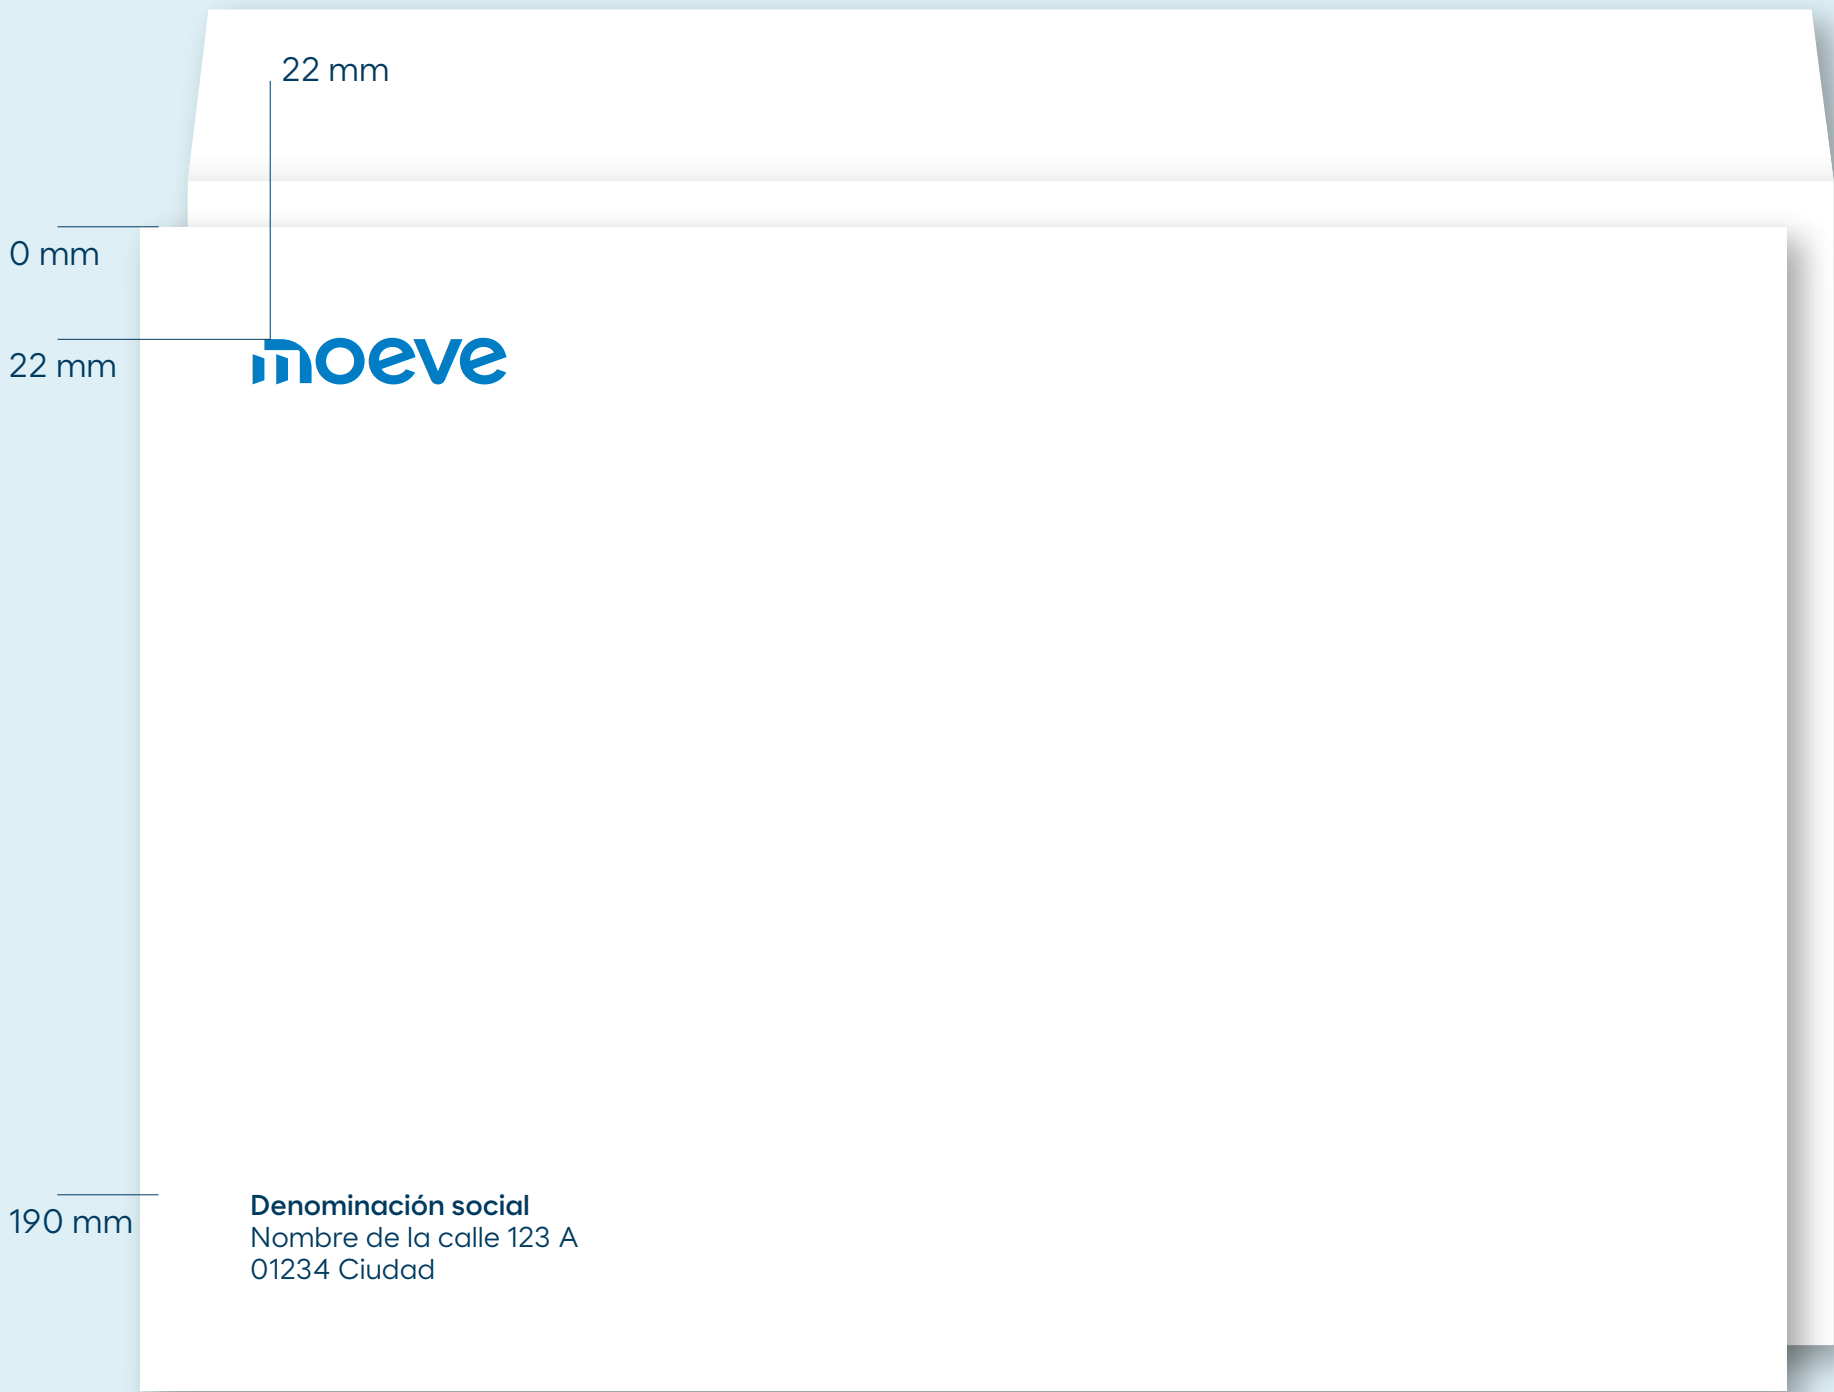 22 mm
0 mm
22 mm
moeve
190 mm
Denominación social
Nombre de la calle 123 A
01234 Ciudad